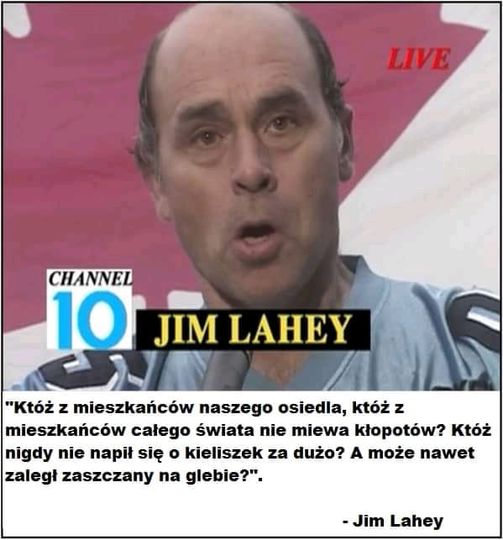 LIVE
CHANNEL
10
JIM LAHEY
"Któż z mieszkańców naszego osiedla, któż z
mieszkańców całego świata nie miewa kłopotów? Któż
nigdy nie napił się o kieliszek za dużo? A może nawet
zaległ zaszczany na glebie?".
- Jim Lahey